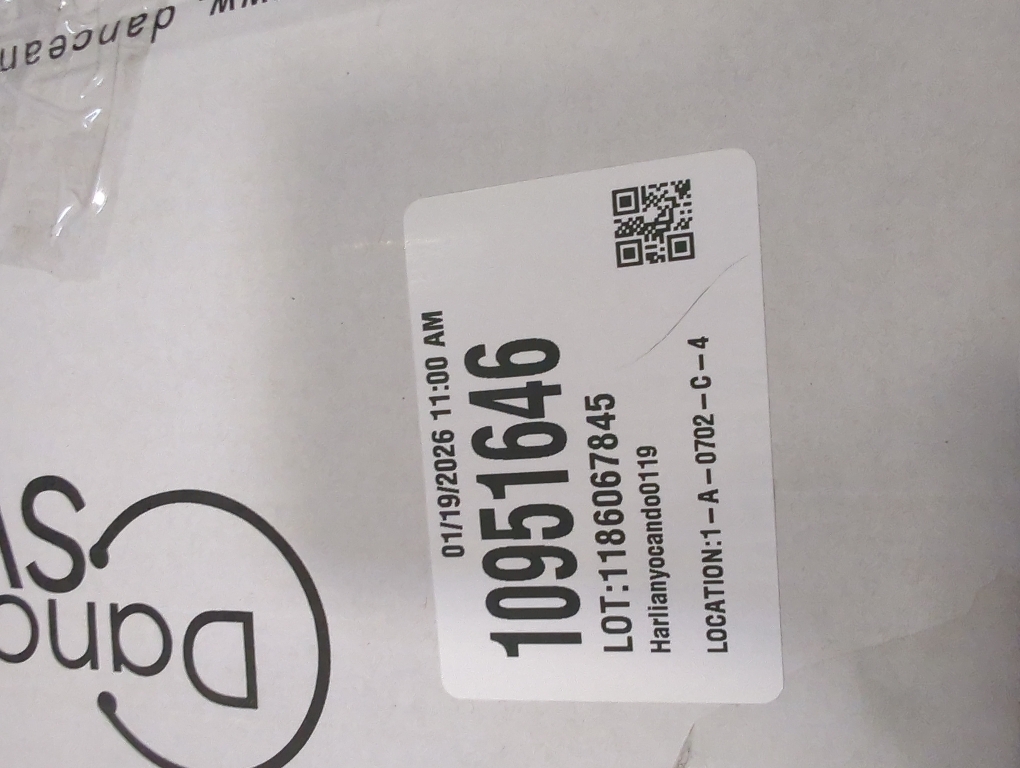 01/19/2026 11:00 AM
10951646
LOT:1186067845
Harlianyocando0119
LOCATION:1-A-0702-C-4